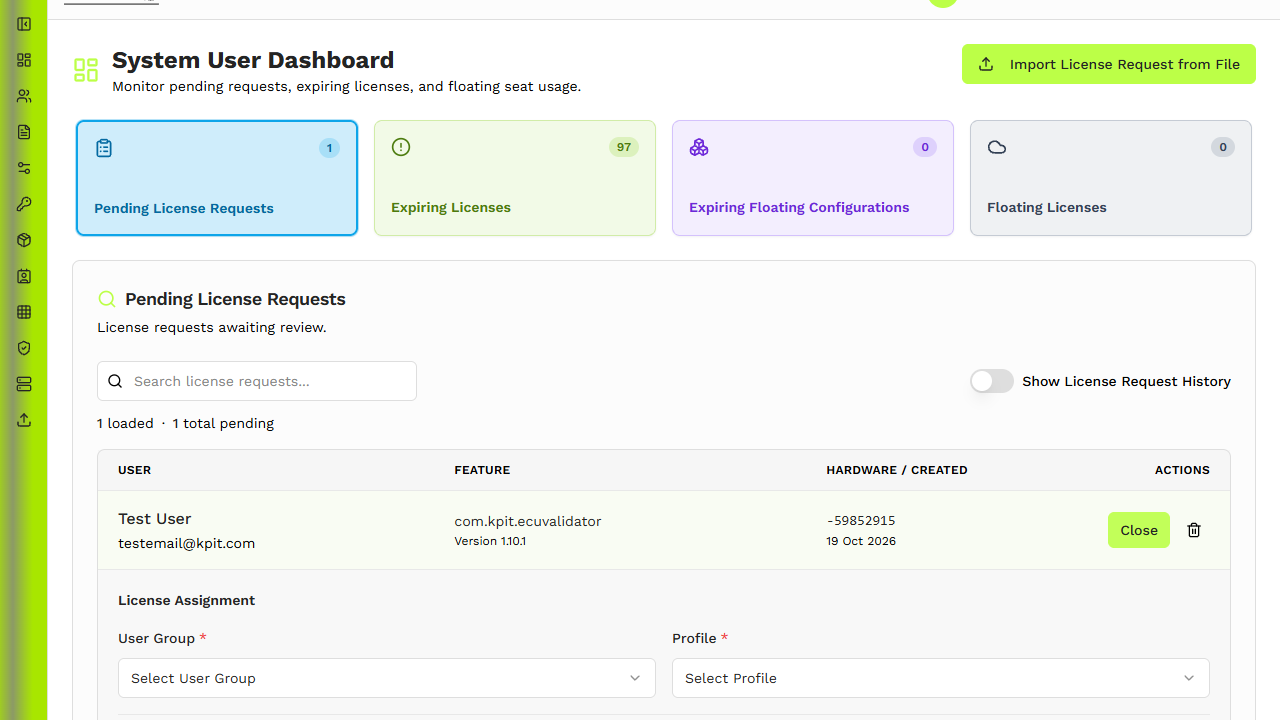 System User Dashboard
Import License Request from File
Monitor pending requests, expiring licenses, and floating seat usage.
1
97
0
0
Pending License Requests
Expiring Licenses
Expiring Floating Configurations
Floating Licenses
Pending License Requests
License requests awaiting review.
Search license requests...
Show License Request History
1 loaded · 1 total pending
USER FEATURE HARDWARE / CREATED ACTIONS
Test User com.kpit.ecuvalidator -59852915 Close
testemail@kpit.com Version 1.10.1 19 Oct 2026
License Assignment
User Group * Profile *
Select User Group Select Profile